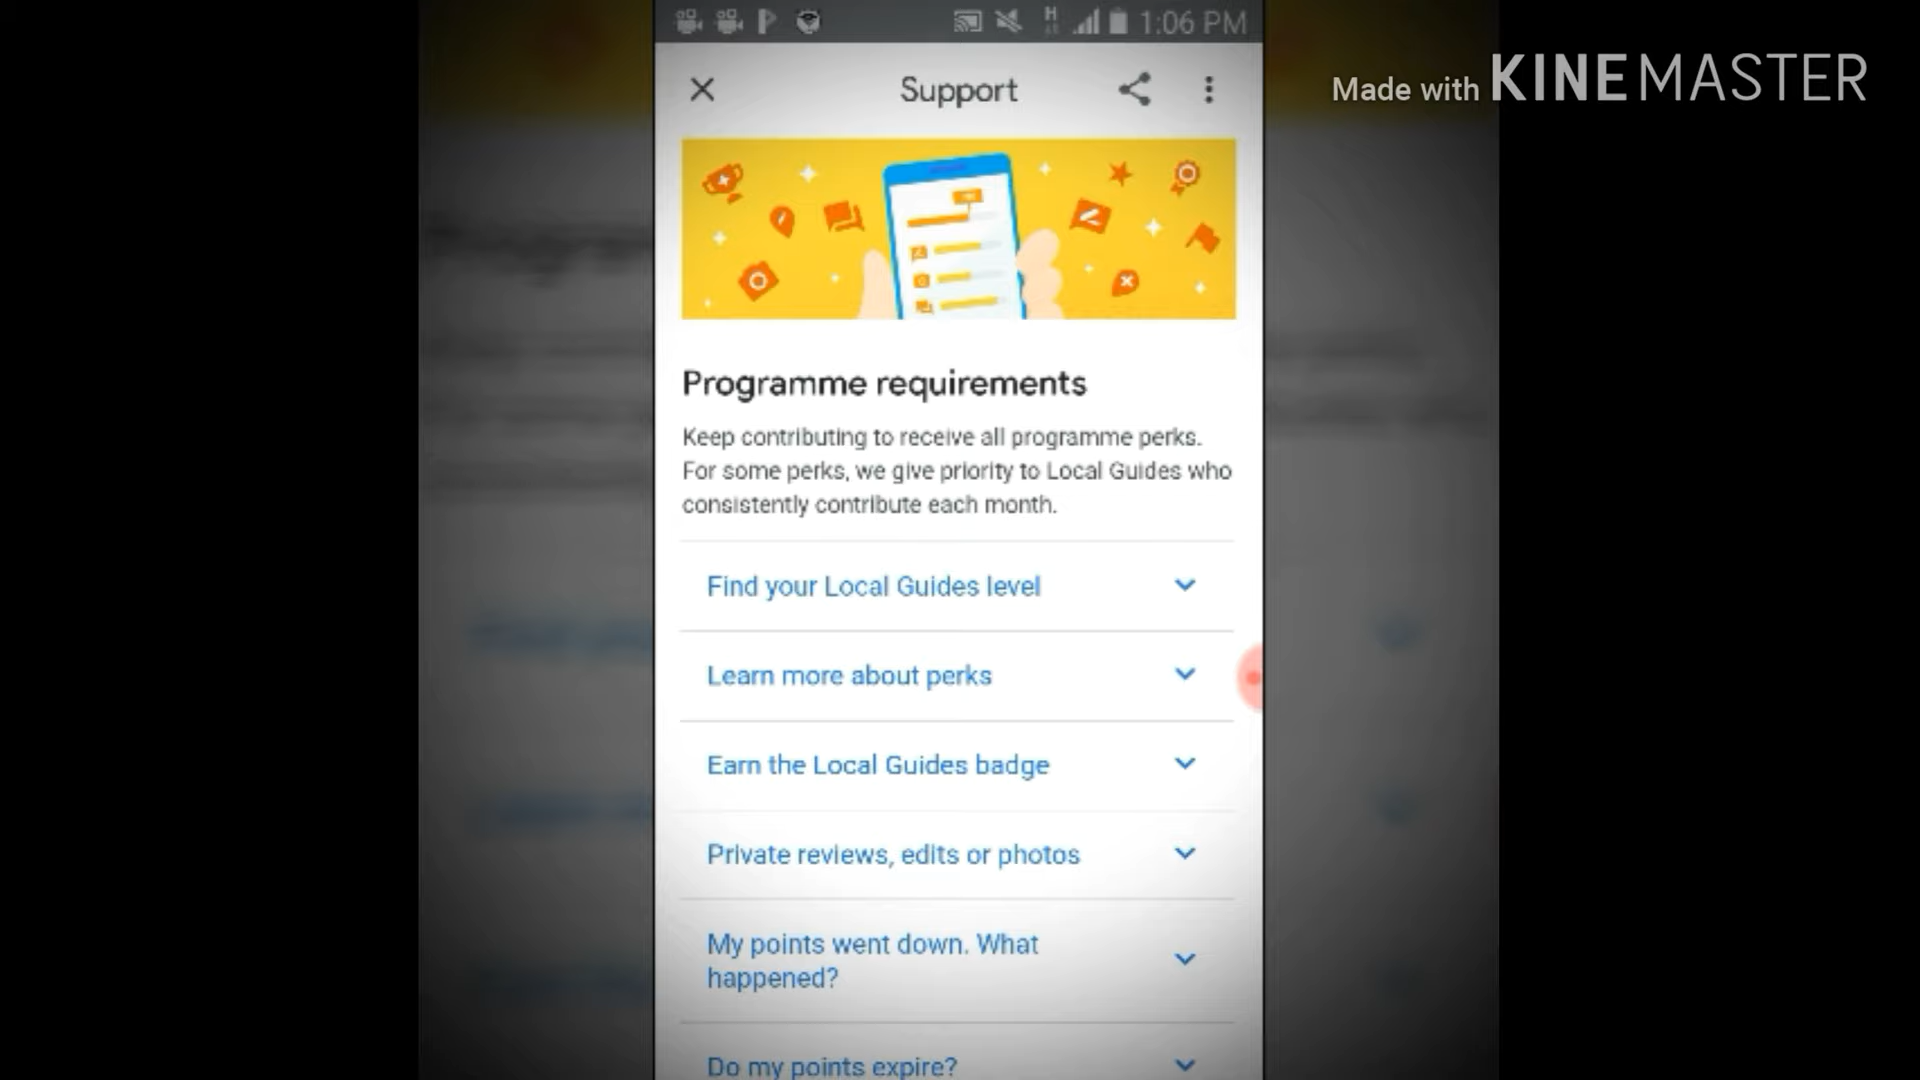 1:06 PM
Support
Made with KINEMASTER
Programme requirements
Keep contributing to receive all programme perks.
For some perks, we give priority to Local Guides who
consistently contribute each month.
Find your Local Guides level
Learn more about perks
Earn the Local Guides badge
Private reviews, edits or photos
My points went down. What
happened?
Do my points expire?